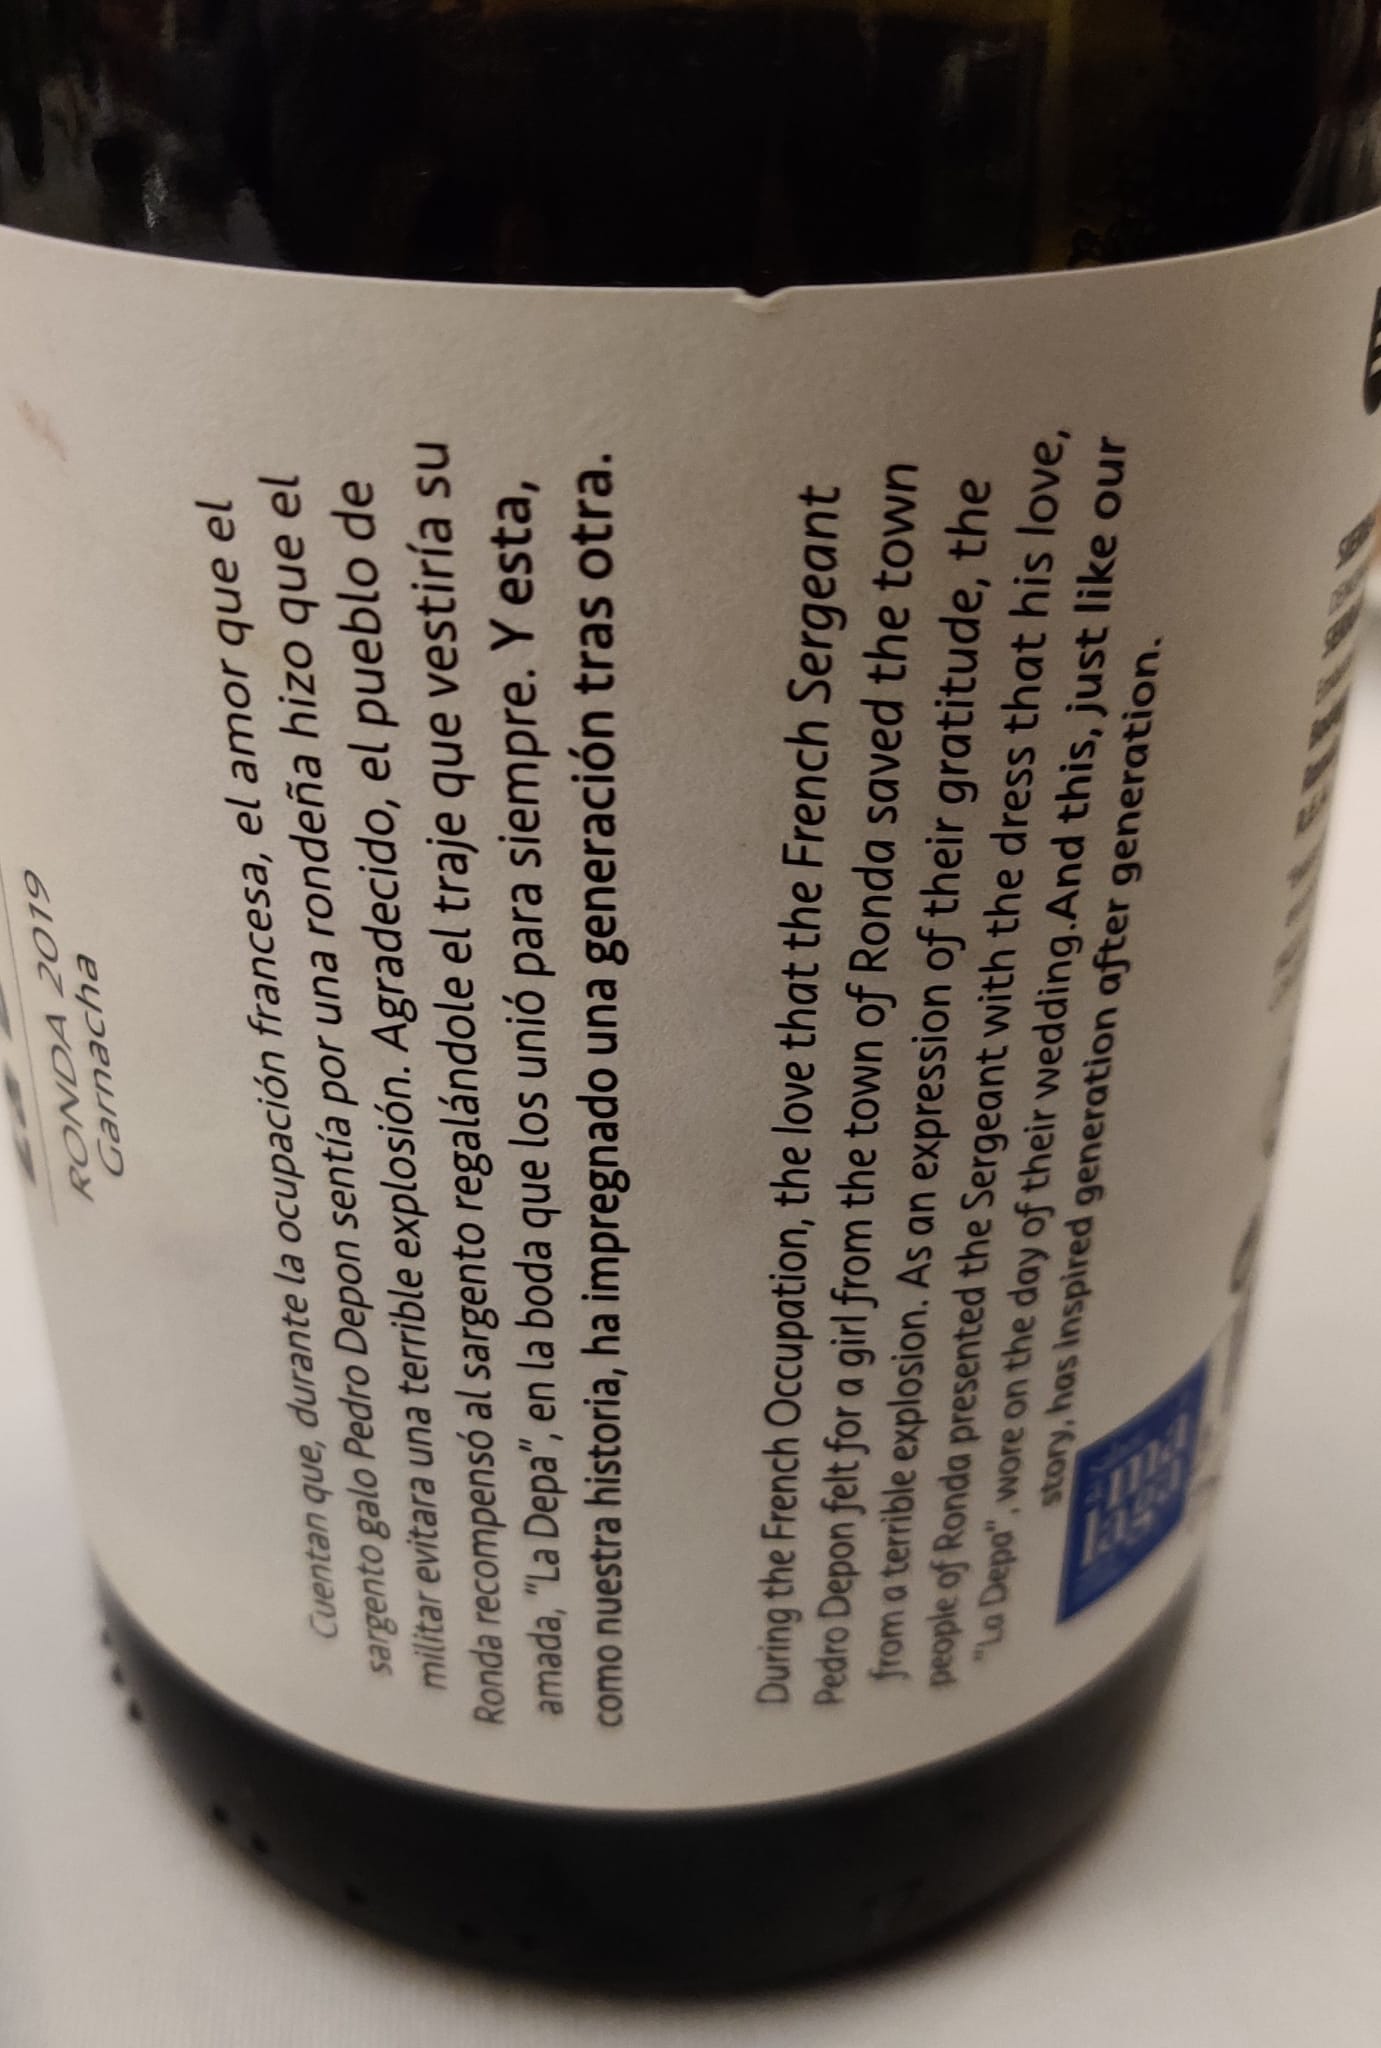 RONDA 2019
Garnacha
Cuentan que, durante la ocupación francesa, el amor que el
sargento galo Pedro Depon sentía por una rondeña hizo que el
militar evitara una terrible explosión. Agradecido, el pueblo de
Ronda recompensó al sargento regalándole el traje que vestiría su
amada, "La Depa", en la boda que los unió para siempre. Y esta,
como nuestra historia, ha impregnado una generación tras otra.
During the French Occupation, the love that the French Sergeant
Pedro Depon felt for a girl from the town of Ronda saved the town
from a terrible explosion. As an expression of their gratitude, the
people of Ronda presented the Sergeant with the dress that his love,
"La Depa", wore on the day of their wedding.And this, just like our
story, has inspired generation after generation.